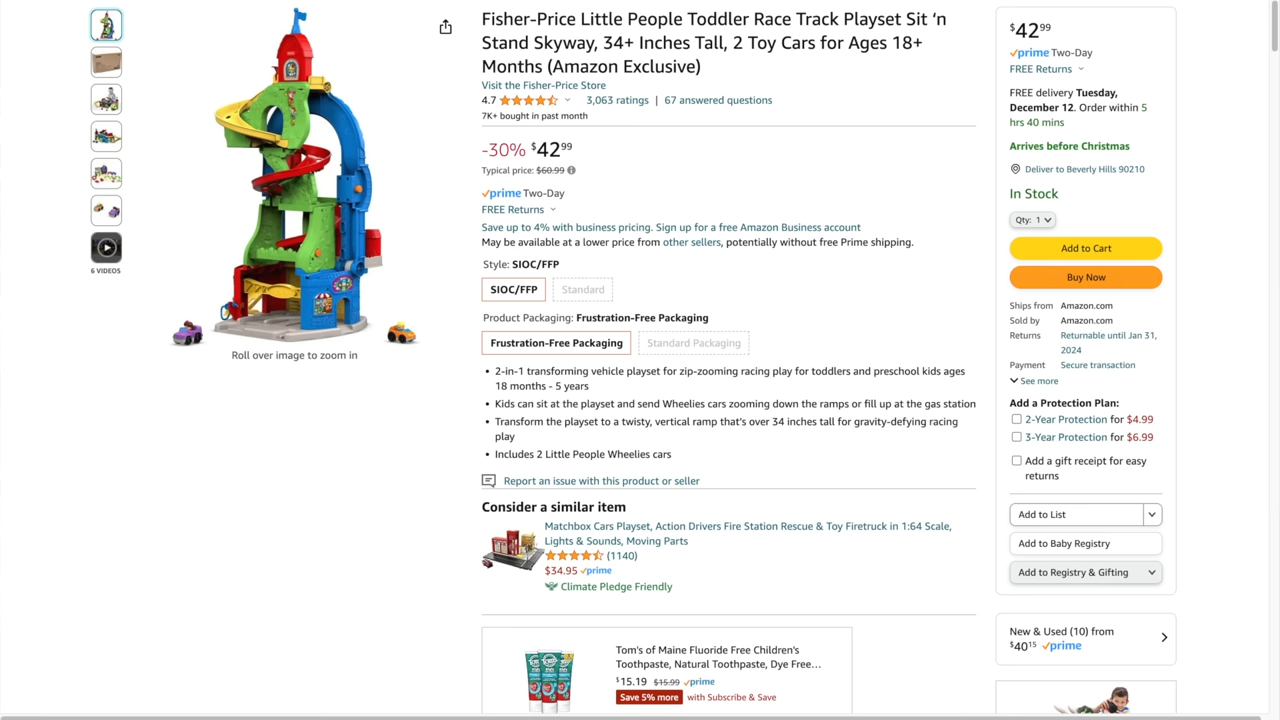 6 VIDEOS
Roll over image to zoom in
Fisher-Price Little People Toddler Race Track Playset Sit ‘n
Stand Skyway, 34+ Inches Tall, 2 Toy Cars for Ages 18+
Months (Amazon Exclusive)
Visit the Fisher-Price Store
4.7 3,063 ratings | 67 answered questions
7K+ bought in past month
-30% $42 99
Typical price: $60.99
prime Two-Day
FREE Returns
Save up to 4% with business pricing. Sign up for a free Amazon Business account
May be available at a lower price from other sellers, potentially without free Prime shipping.
Style: SIOC/FFP
SIOC/FFP Standard
Product Packaging: Frustration-Free Packaging
Frustration-Free Packaging Standard Packaging
• 2-in-1 transforming vehicle playset for zip-zooming racing play for toddlers and preschool kids ages
18 months - 5 years
• Kids can sit at the playset and send Wheelies cars zooming down the ramps or fill up at the gas station
• Transform the playset to a twisty, vertical ramp that's over 34 inches tall for gravity-defying racing
play
• Includes 2 Little People Wheelies cars
Report an issue with this product or seller
Consider a similar item
Matchbox Cars Playset, Action Drivers Fire Station Rescue & Toy Firetruck in 1:64 Scale,
Lights & Sounds, Moving Parts
(1140)
$34.95 prime
Climate Pledge Friendly
Tom's of Maine Fluoride Free Children's
Toothpaste, Natural Toothpaste, Dye Free…
$15.19 $15.99 prime
Save 5% more with Subscribe & Save
$42 99
prime Two-Day
FREE Returns
FREE delivery Tuesday,
December 12. Order within 5
hrs 40 mins
Arrives before Christmas
Deliver to Beverly Hills 90210
In Stock
Qty: 1
Add to Cart
Buy Now
Ships from Amazon.com
Sold by Amazon.com
Returns Returnable until Jan 31,
2024
Payment Secure transaction
See more
Add a Protection Plan:
2-Year Protection for $4.99
3-Year Protection for $6.99
Add a gift receipt for easy
returns
Add to List
Add to Baby Registry
Add to Registry & Gifting
New & Used (10) from
$40 15 prime